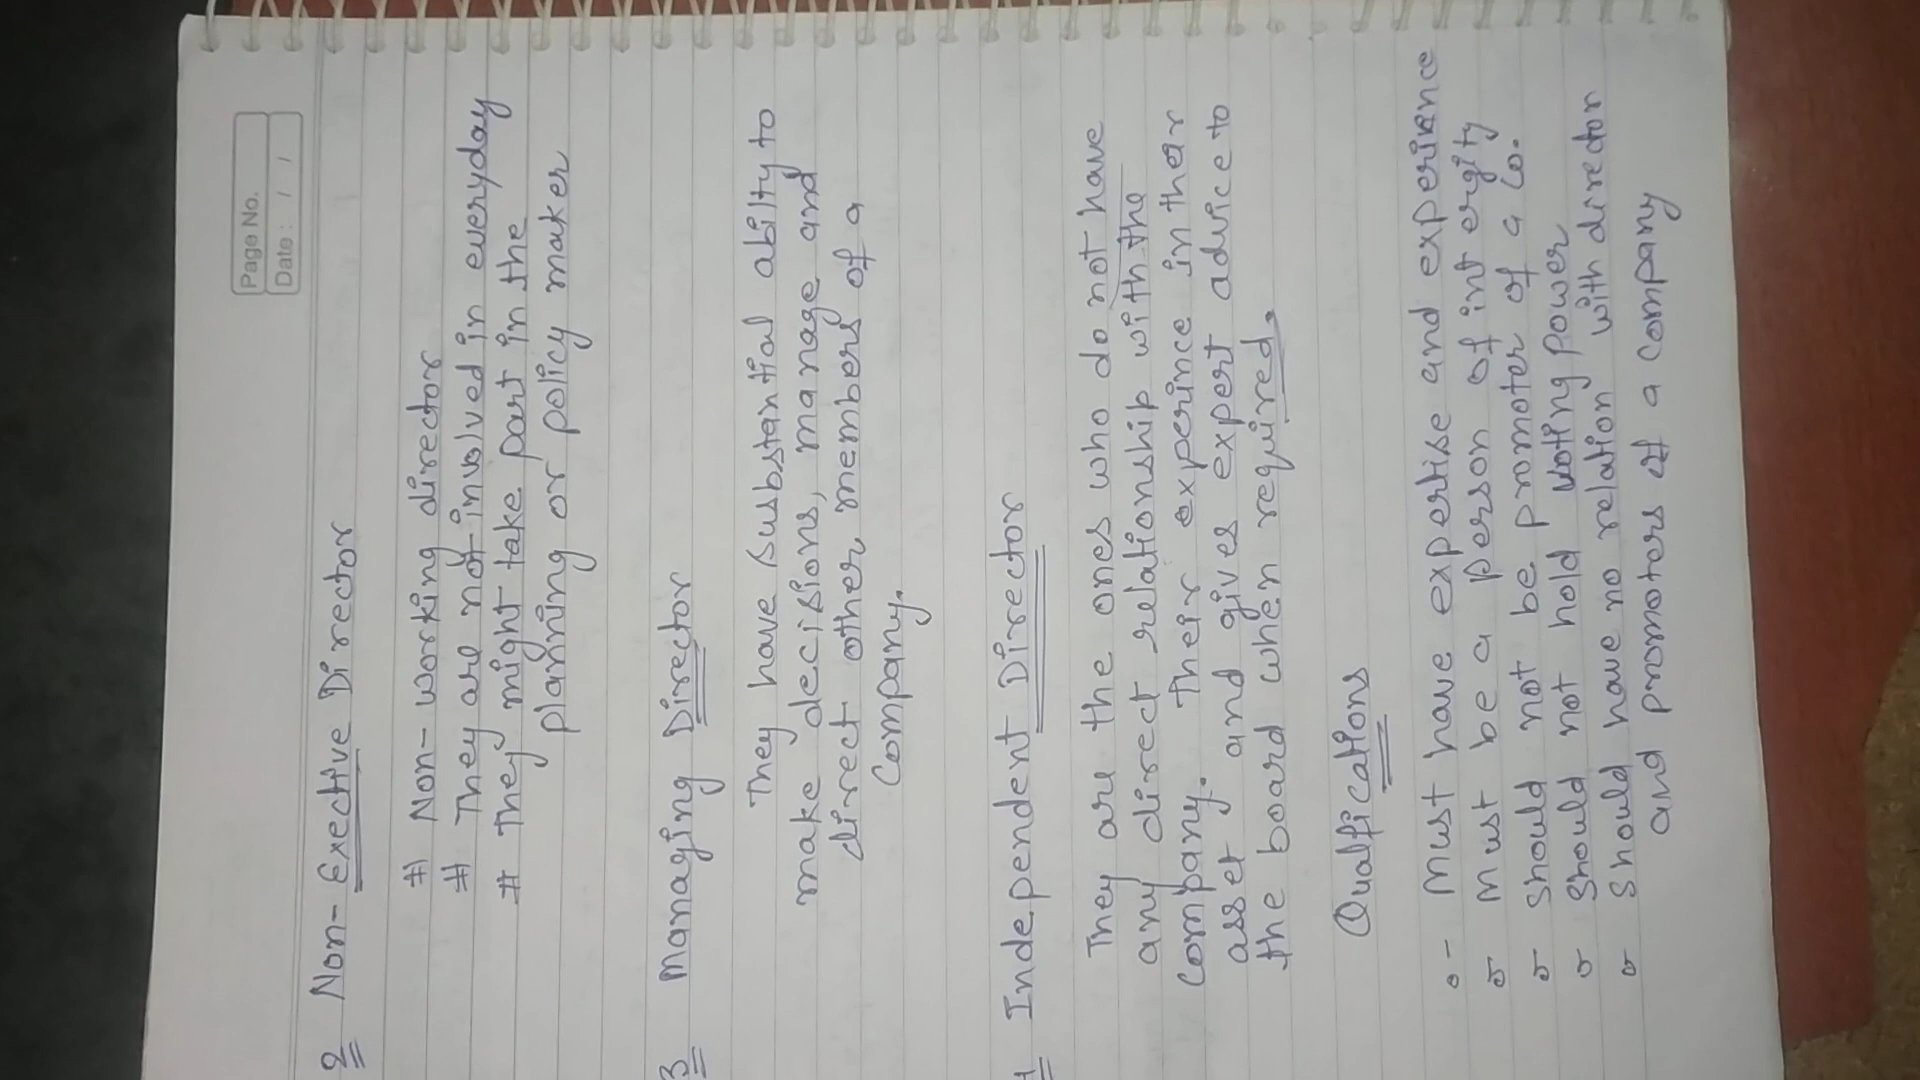 Page No.
Date: / /
2 Non-Exective Director
# Non-working director
# They are not involved in everyday
# They might take part in the
planning or policy maker
3 Managing Director
They have substantial abilty to
make decisions, manage and
direct other members of a
Company.
Independent Director
They are the ones who do not have
any direct relationship with the
Company. Their experince in their
asset and gives expert advice to
the board when required.
Qualifications
- Must have expertise and experience
Must be a person of intergity
Should not be promoter of a Co.
Should not hold voting power
Should have no relation with director
and promoters of a Company